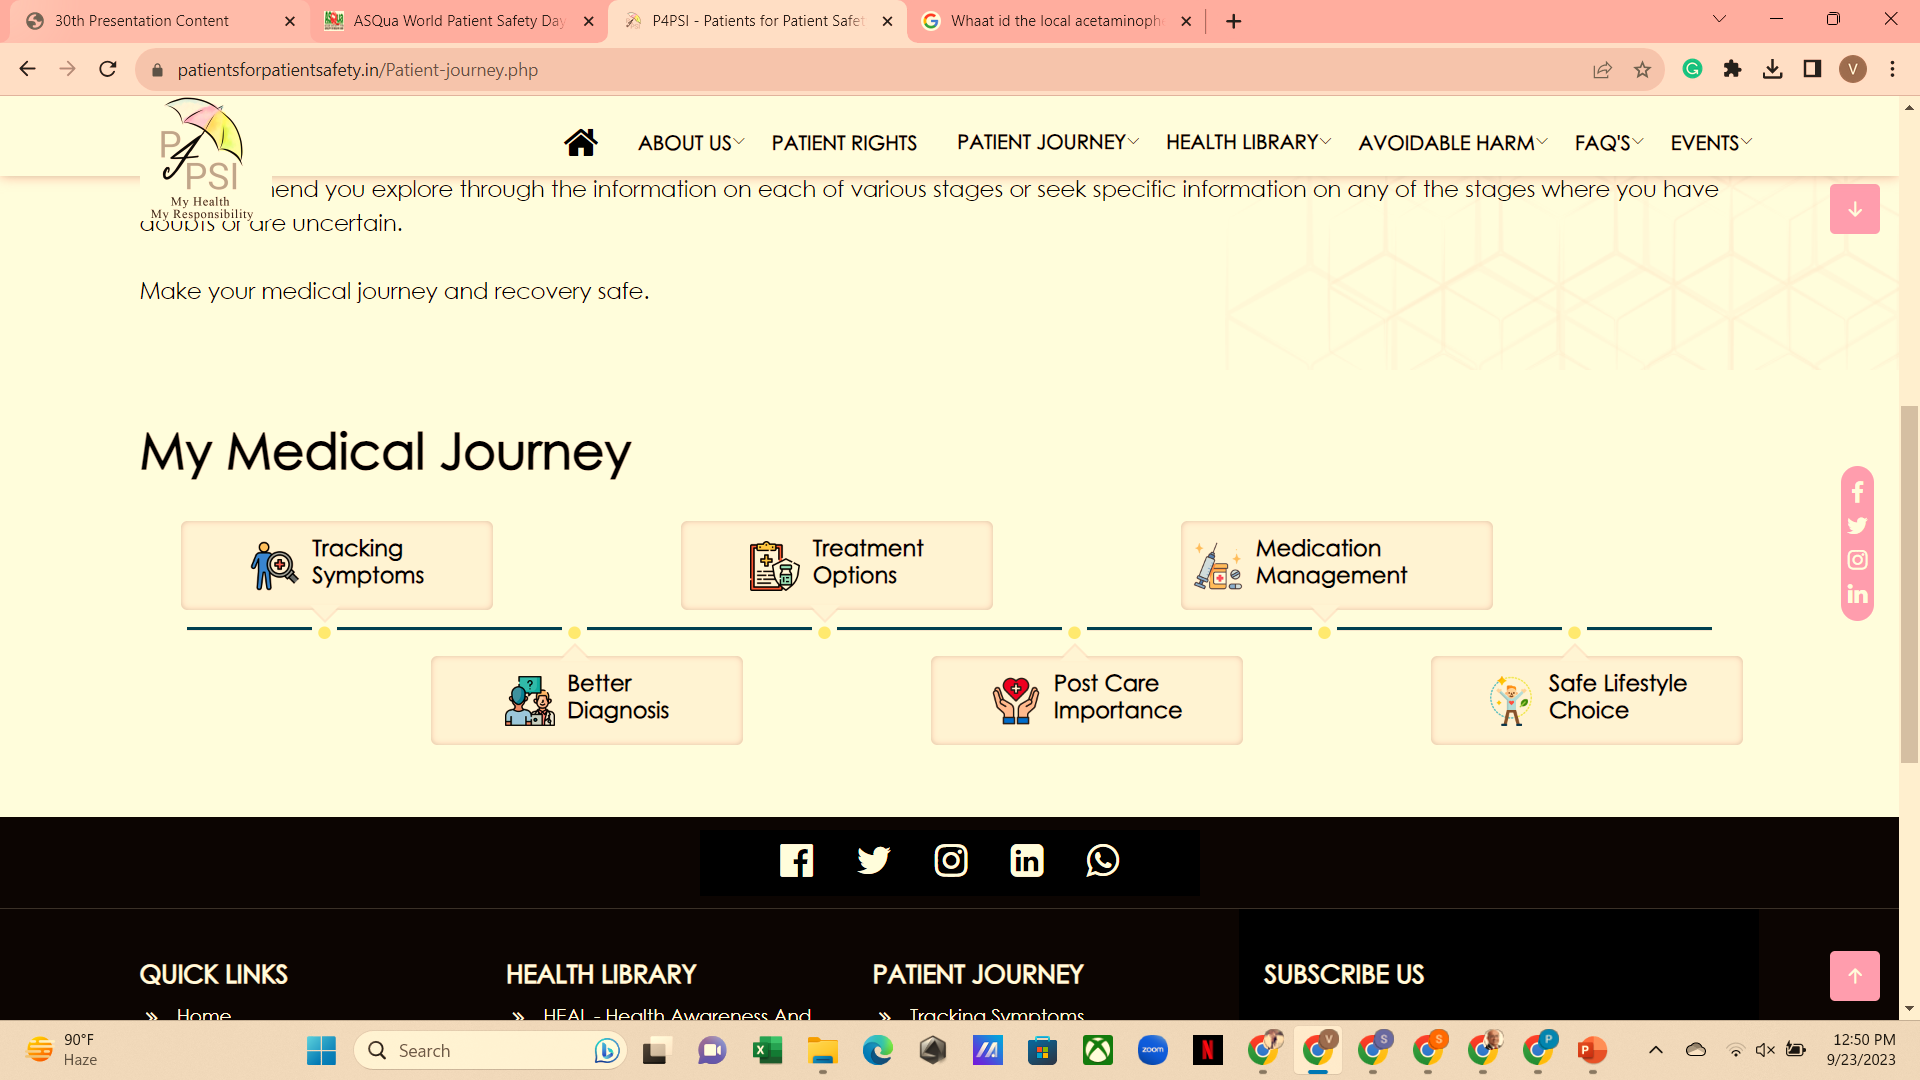 30th Presentation Content
ASQua World Patient Safety Day
P4PSI - Patients for Patient Safet
Whaat id the local acetaminophe
patientsforpatientsafety.in/Patient-journey.php
V
P4PSI
My Health
My Responsibility
ABOUT US
PATIENT RIGHTS
PATIENT JOURNEY
HEALTH LIBRARY
AVOIDABLE HARM
FAQ'S
EVENTS
you explore through the information on each of various stages or seek specific information on any of the stages where you have
doubts or are uncertain.
Make your medical journey and recovery safe.
My Medical Journey
Tracking
Symptoms
Treatment
Options
Medication
Management
Better
Diagnosis
Post Care
Importance
Safe Lifestyle
Choice
QUICK LINKS
HEALTH LIBRARY
PATIENT JOURNEY
SUBSCRIBE US
Home
HEAL - Health Awareness And
Tracking Symptoms
90°F
Haze
Search
zoom
12:50 PM
9/23/2023